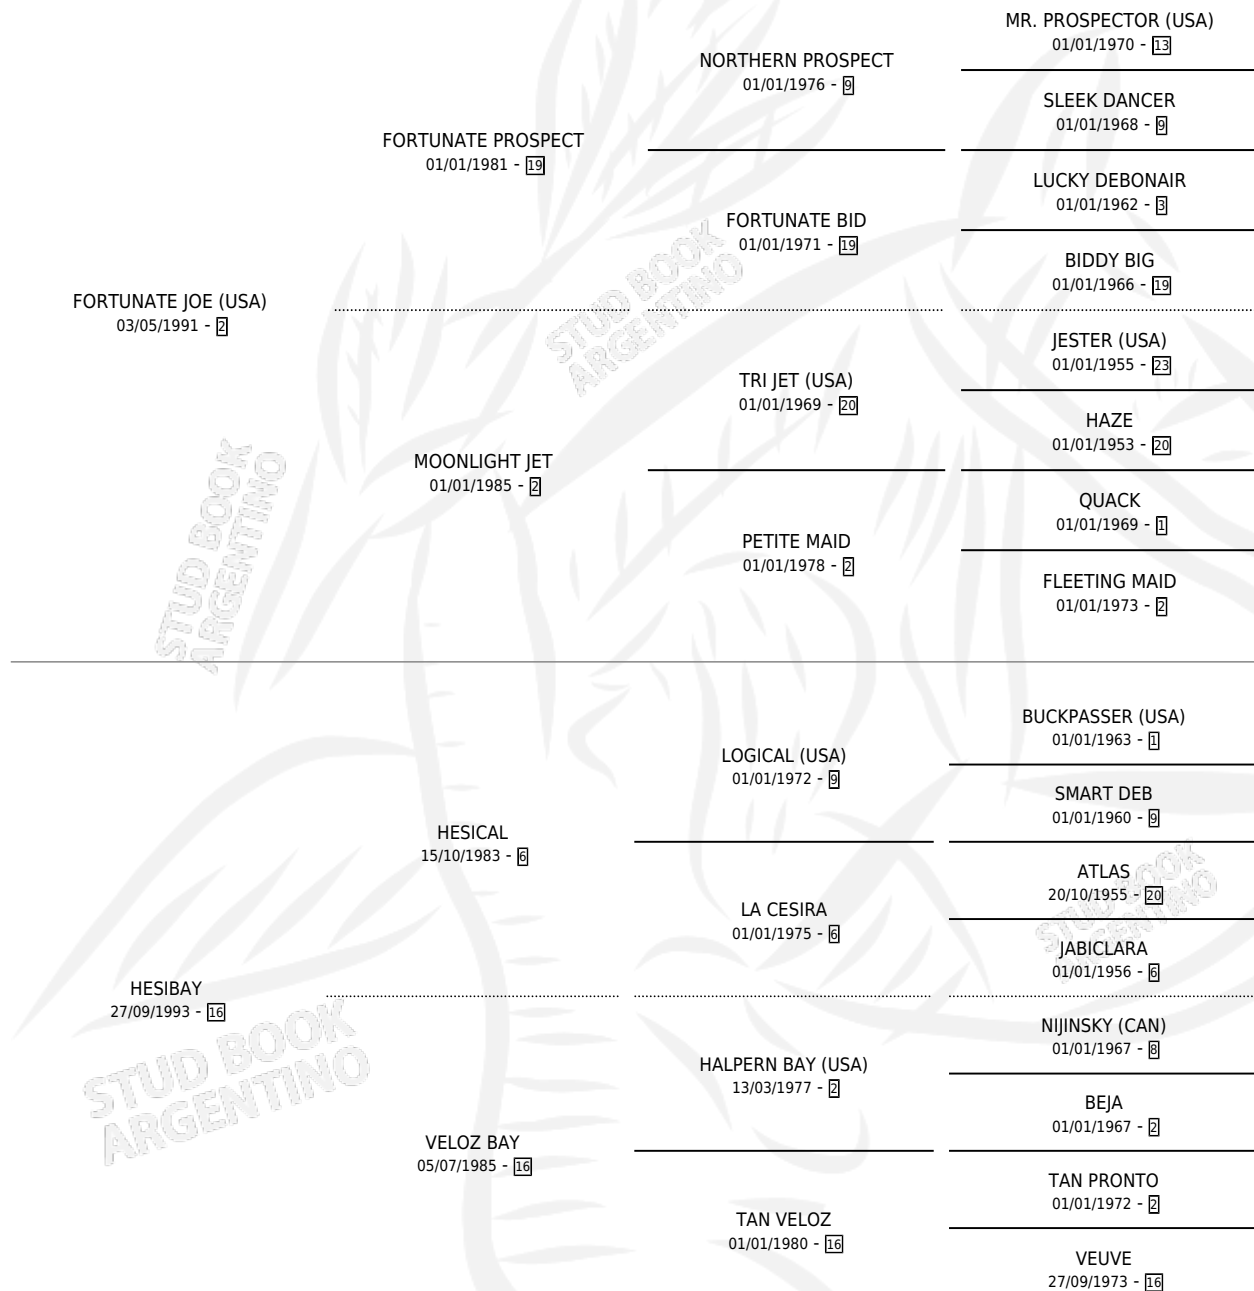 MR. PROSPECTOR (USA)
01/01/1970 - 13
NORTHERN PROSPECT
01/01/1976 - 9
SLEEK DANCER
01/01/1968 - 9
FORTUNATE PROSPECT
01/01/1981 - 19
LUCKY DEBONAIR
01/01/1962 - 3
FORTUNATE BID
01/01/1971 - 19
BIDDY BIG
01/01/1966 - 19
FORTUNATE JOE (USA)
03/05/1991 - 2
JESTER (USA)
01/01/1955 - 23
TRI JET (USA)
01/01/1969 - 20
HAZE
01/01/1953 - 20
MOONLIGHT JET
01/01/1985 - 2
QUACK
01/01/1969 - 1
PETITE MAID
01/01/1978 - 2
FLEETING MAID
01/01/1973 - 2
BUCKPASSER (USA)
01/01/1963 - 1
LOGICAL (USA)
01/01/1972 - 9
SMART DEB
01/01/1960 - 9
HESICAL
15/10/1983 - 6
ATLAS
20/10/1955 - 20
LA CESIRA
01/01/1975 - 6
JABICLARA
01/01/1956 - 6
HESIBAY
27/09/1993 - 16
NIJINSKY (CAN)
01/01/1967 - 8
HALPERN BAY (USA)
13/03/1977 - 2
BEJA
01/01/1967 - 2
VELOZ BAY
05/07/1985 - 16
TAN PRONTO
01/01/1972 - 2
TAN VELOZ
01/01/1980 - 16
VEUVE
27/09/1973 - 16
STUD BOOK
ARGENTINO
STUD BOOK
ARGENTINO
STUD BOOK
ARGENTINO
STUD BOOK
ARGENTINO